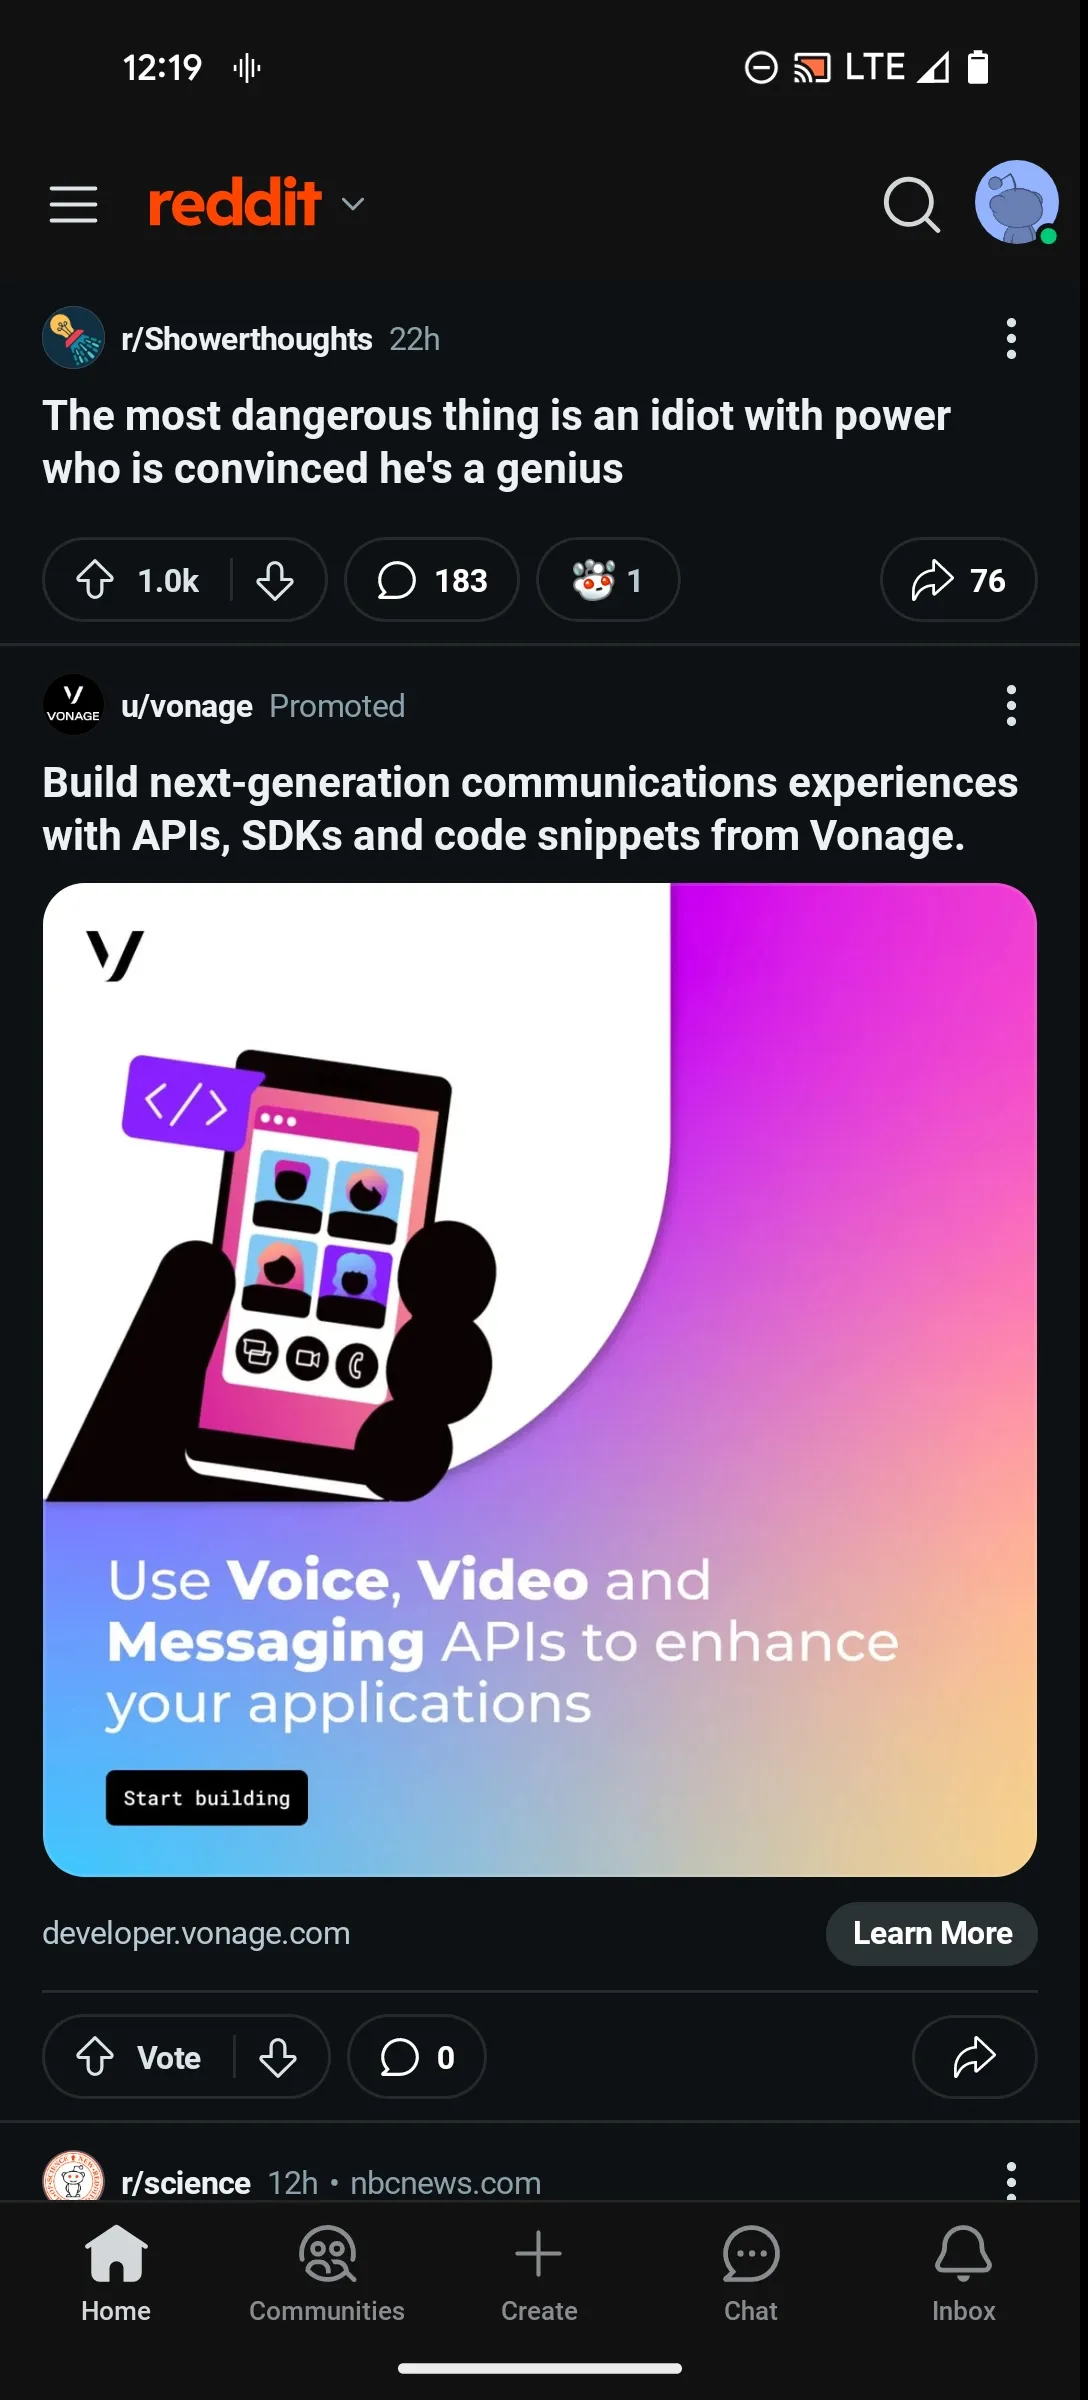 12:19 LTE
reddit
r/Showerthoughts 22h
The most dangerous thing is an idiot with power
who is convinced he's a genius
1.0k 183 1 76
VONAGE
u/vonage Promoted
Build next-generation communications experiences
with APIs, SDKs and code snippets from Vonage.
</>
Use Voice, Video and
Messaging APIs to enhance
your applications
Start building
developer.vonage.com Learn More
Vote 0
r/science 12h • nbcnews.com
Home Communities Create Chat Inbox